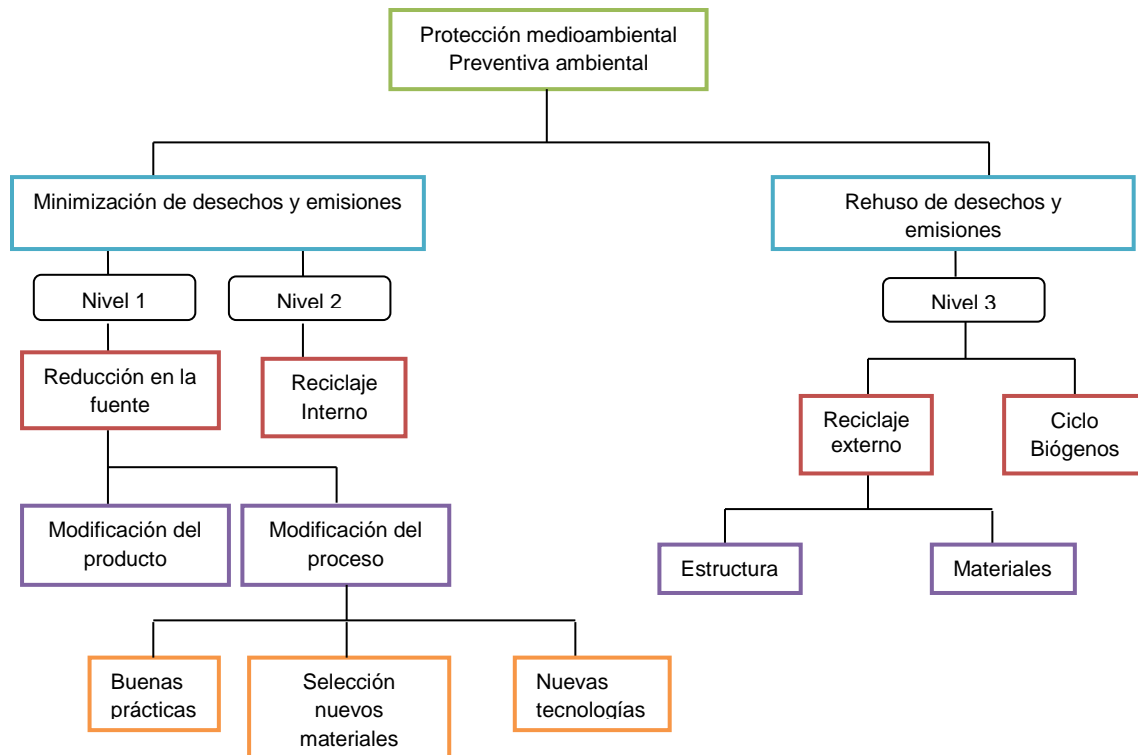 Protección medioambiental
Preventiva ambiental
Minimización de desechos y emisiones
Rehuso de desechos y
emisiones
Nivel 1
Nivel 2
Nivel 3
Reducción en la
fuente
Reciclaje
Interno
Reciclaje
externo
Ciclo
Biógenos
Modificación del
producto
Modificación del
proceso
Estructura
Materiales
Buenas
prácticas
Selección
nuevos
materiales
Nuevas
tecnologías